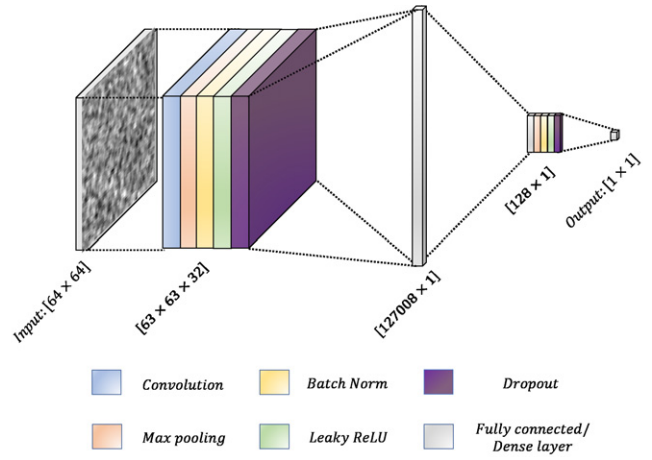 Input: [64 × 64]
[63 × 63 × 32]
[127008 × 1]
[128 × 1]
Output: [1 × 1]
Convolution
Batch Norm
Dropout
Max pooling
Leaky ReLU
Fully connected/
Dense layer